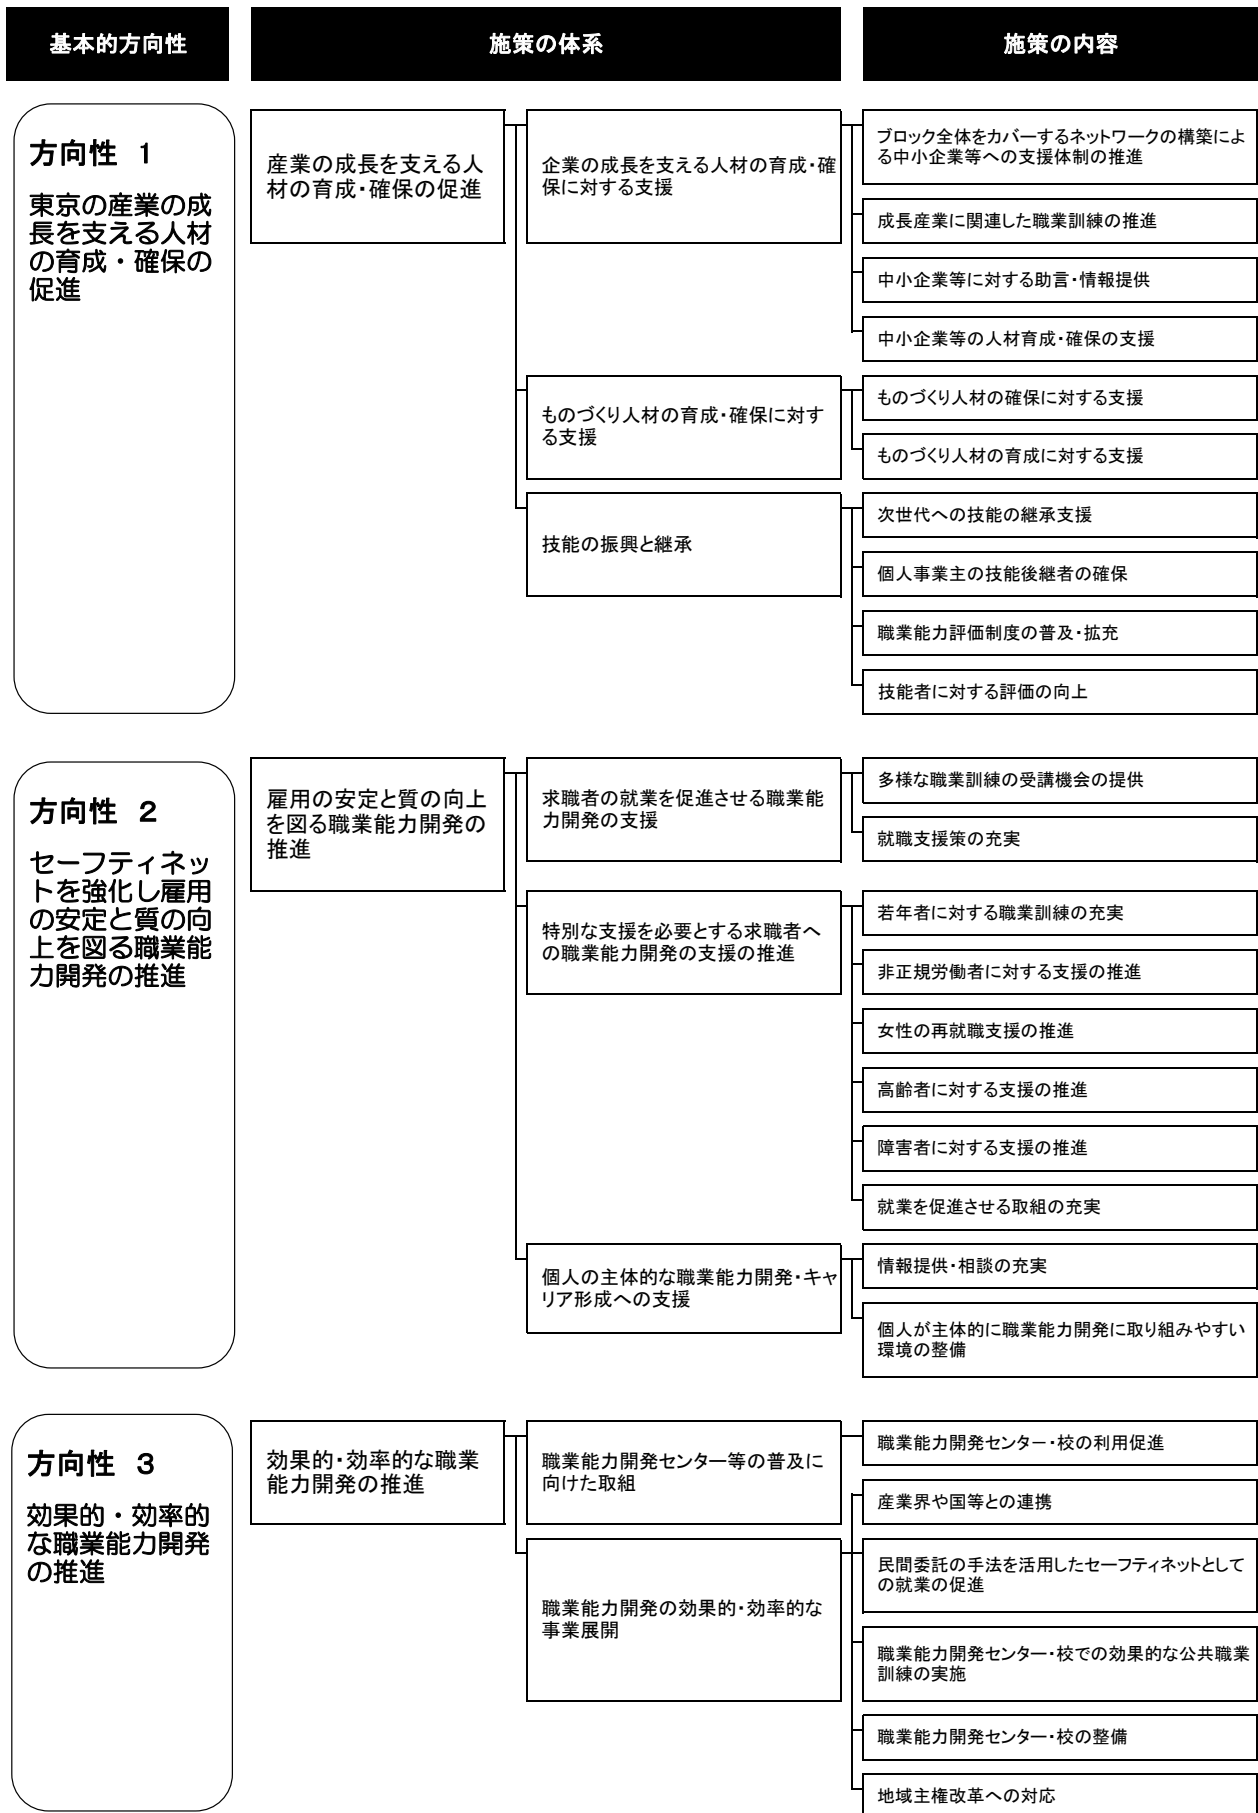 基本的方向性
施策の体系
施策の内容
方向性 1
東京の産業の成
長を支える人材
の育成・確保の
促進
産業の成長を支える人
材の育成・確保の促進
企業の成長を支える人材の育成・確
保に対する支援
ブロック全体をカバーするネットワークの構築によ
る中小企業等への支援体制の推進
成長産業に関連した職業訓練の推進
中小企業等に対する助言・情報提供
中小企業等の人材育成・確保の支援
ものづくり人材の育成・確保に対す
る支援
ものづくり人材の確保に対する支援
ものづくり人材の育成に対する支援
技能の振興と継承
次世代への技能の継承支援
個人事業主の技能後継者の確保
職業能力評価制度の普及・拡充
技能者に対する評価の向上
方向性 2
セーフティネッ
トを強化し雇用
の安定と質の向
上を図る職業能
力開発の推進
雇用の安定と質の向上
を図る職業能力開発の
推進
求職者の就業を促進させる職業能
力開発の支援
多様な職業訓練の受講機会の提供
就職支援策の充実
特別な支援を必要とする求職者へ
の職業能力開発の支援の推進
若年者に対する職業訓練の充実
非正規労働者に対する支援の推進
女性の再就職支援の推進
高齢者に対する支援の推進
障害者に対する支援の推進
就業を促進させる取組の充実
個人の主体的な職業能力開発・キャ
リア形成への支援
情報提供・相談の充実
個人が主体的に職業能力開発に取り組みやすい
環境の整備
方向性 3
効果的・効率的
な職業能力開発
の推進
効果的・効率的な職業
能力開発の推進
職業能力開発センター等の普及に
向けた取組
職業能力開発センター・校の利用促進
職業能力開発の効果的・効率的な
事業展開
産業界や国等との連携
民間委託の手法を活用したセーフティネットとして
の就業の促進
職業能力開発センター・校での効果的な公共職業
訓練の実施
職業能力開発センター・校の整備
地域主権改革への対応